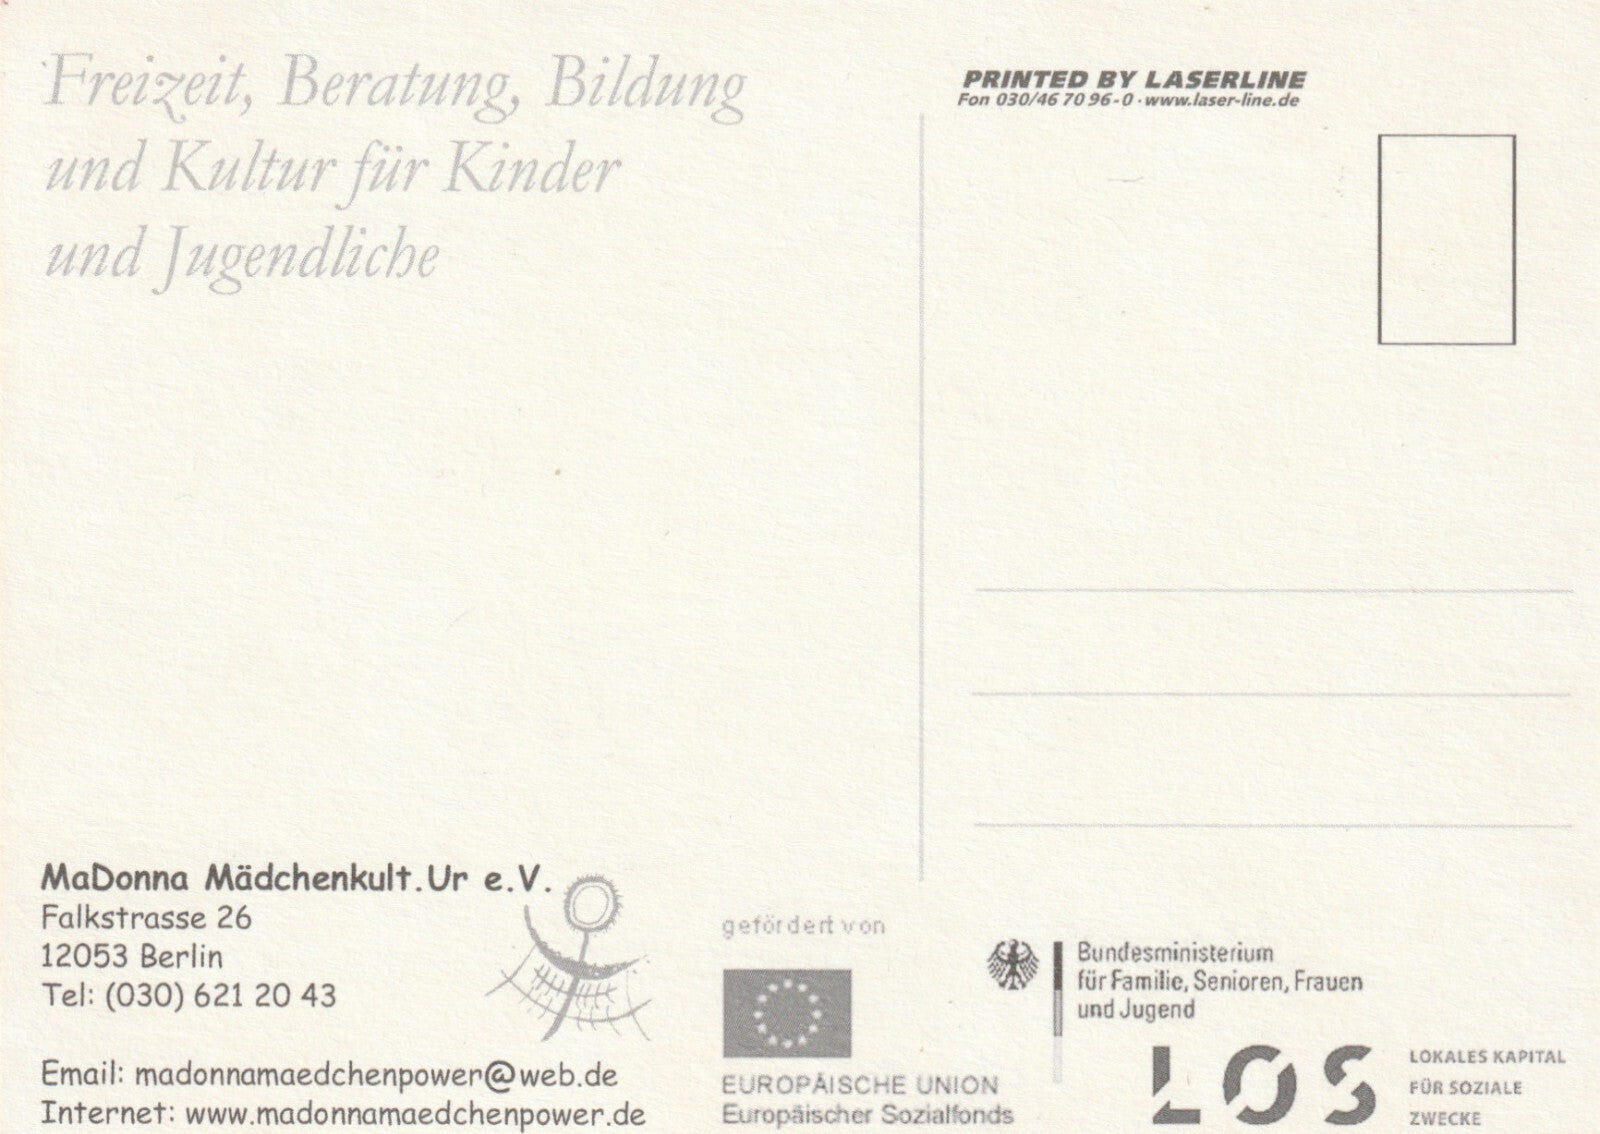 Freizeit, Beratung, Bildung
und Kultur für Kinder
und Jugendliche
PRINTED BY LASERLINE
Fon 030/46 70 96-0 · www.laser-line.de
MaDonna Mädchenkult.Ur e.V.
Falkstrasse 26
12053 Berlin
Tel: (030) 621 20 43
Email: madonnamaedchenpower@web.de
Internet: www.madonnamaedchenpower.de
gefördert von
EUROPÄISCHE UNION
Europäischer Sozialfonds
Bundesministerium
für Familie, Senioren, Frauen
und Jugend
LOS
LOKALES KAPITAL
FÜR SOZIALE
ZWECKE